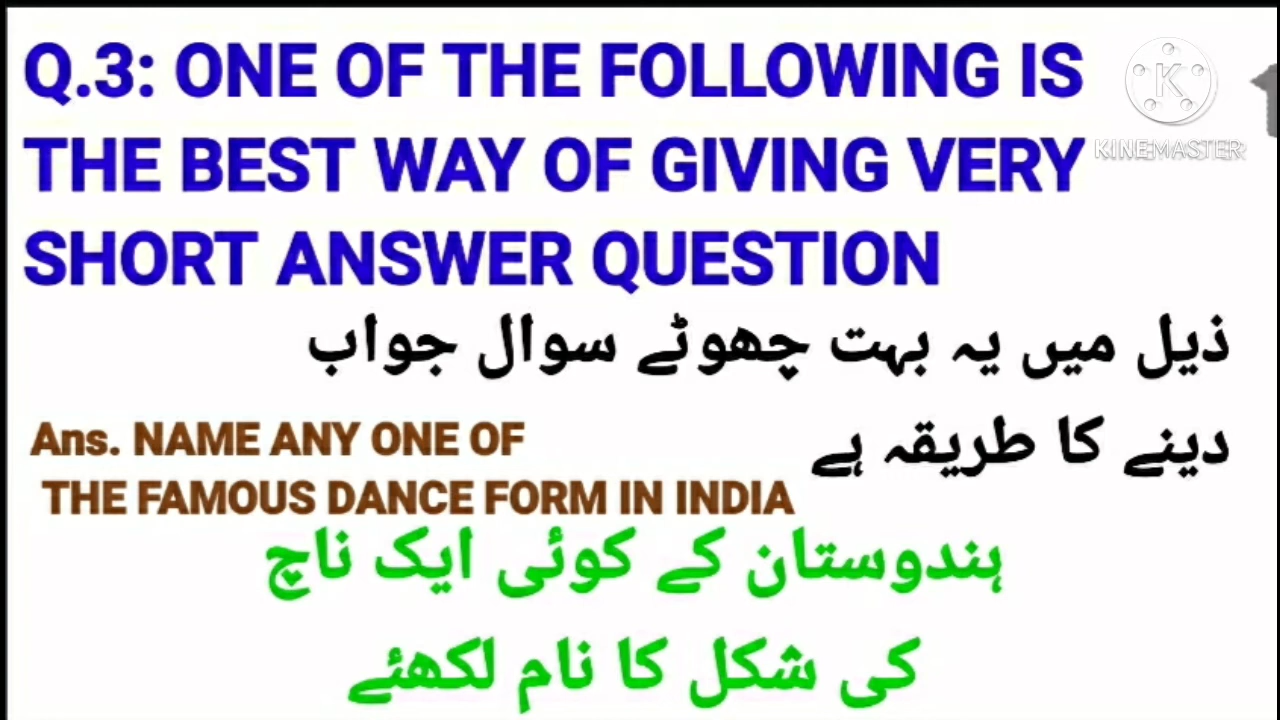 Q.3: ONE OF THE FOLLOWING IS
THE BEST WAY OF GIVING VERY
SHORT ANSWER QUESTION
K
KINEMASTER
ذیل میں یہ بہت چھوٹے سوال جواب
دینے کا طریقہ ہے
Ans. NAME ANY ONE OF
THE FAMOUS DANCE FORM IN INDIA
ہندوستان کے کوئی ایک ناچ
کی شکل کا نام لکھئے